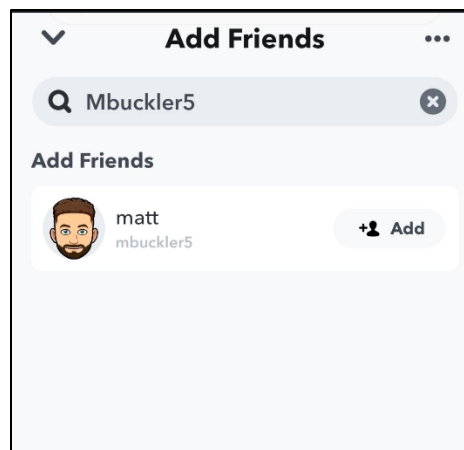 Add Friends
Mbuckler5
Add Friends
matt
mbuckler5
Add